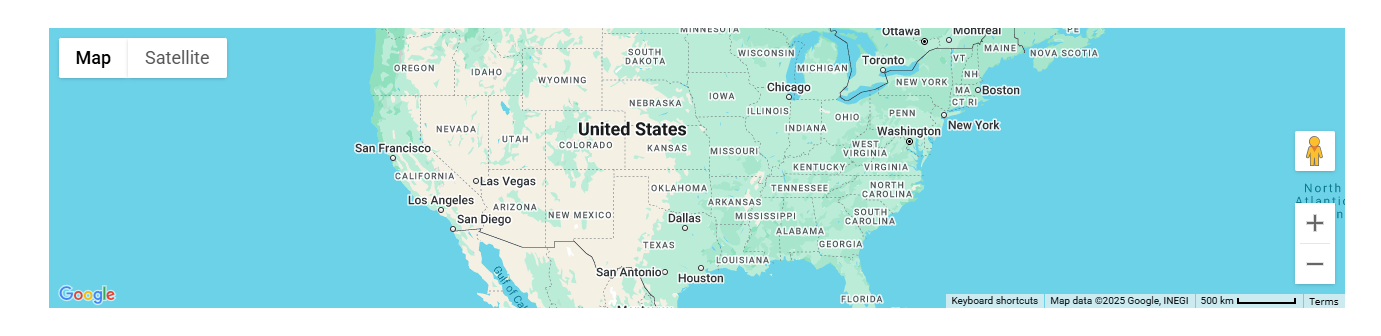 Map
Satellite
MINNESOTA
Ottawa
Montreal
PE
SOUTH
DAKOTA
WISCONSIN
MAINE
NOVA SCOTIA
OREGON
IDAHO
WYOMING
MICHIGAN
Toronto
VT
NH
NEW YORK
Chicago
MA
Boston
NEBRASKA
IOWA
CT RI
ILLINOIS
OHIO
PENN
NEVADA
United States
INDIANA
Washington
New York
UTAH
COLORADO
KANSAS
MISSOURI
WEST
VIRGINIA
San Francisco
KENTUCKY
VIRGINIA
CALIFORNIA
Las Vegas
OKLAHOMA
TENNESSEE
NORTH
CAROLINA
North
Atlantic
Los Angeles
ARIZONA
NEW MEXICO
ARKANSAS
San Diego
Dallas
MISSISSIPPI
SOUTH
CAROLINA
ALABAMA
TEXAS
GEORGIA
LOUISIANA
San Antonio
Houston
Gulf of Ca
FLORIDA
Google
Keyboard shortcuts
Map data ©2025 Google, INEGI
500 km
Terms